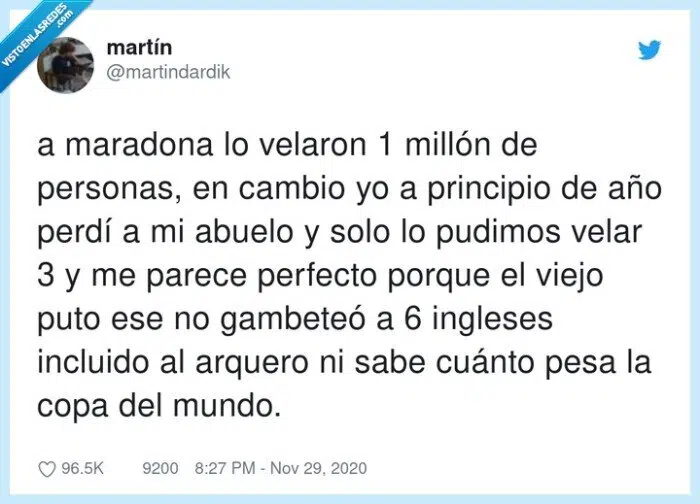 VISTOENLASREDES
.com
martín
@martindardik
a maradona lo velaron 1 millón de
personas, en cambio yo a principio de año
perdí a mi abuelo y solo lo pudimos velar
3 y me parece perfecto porque el viejo
puto ese no gambeteó a 6 ingleses
incluido al arquero ni sabe cuánto pesa la
copa del mundo.
96.5K 9200 8:27 PM - Nov 29, 2020